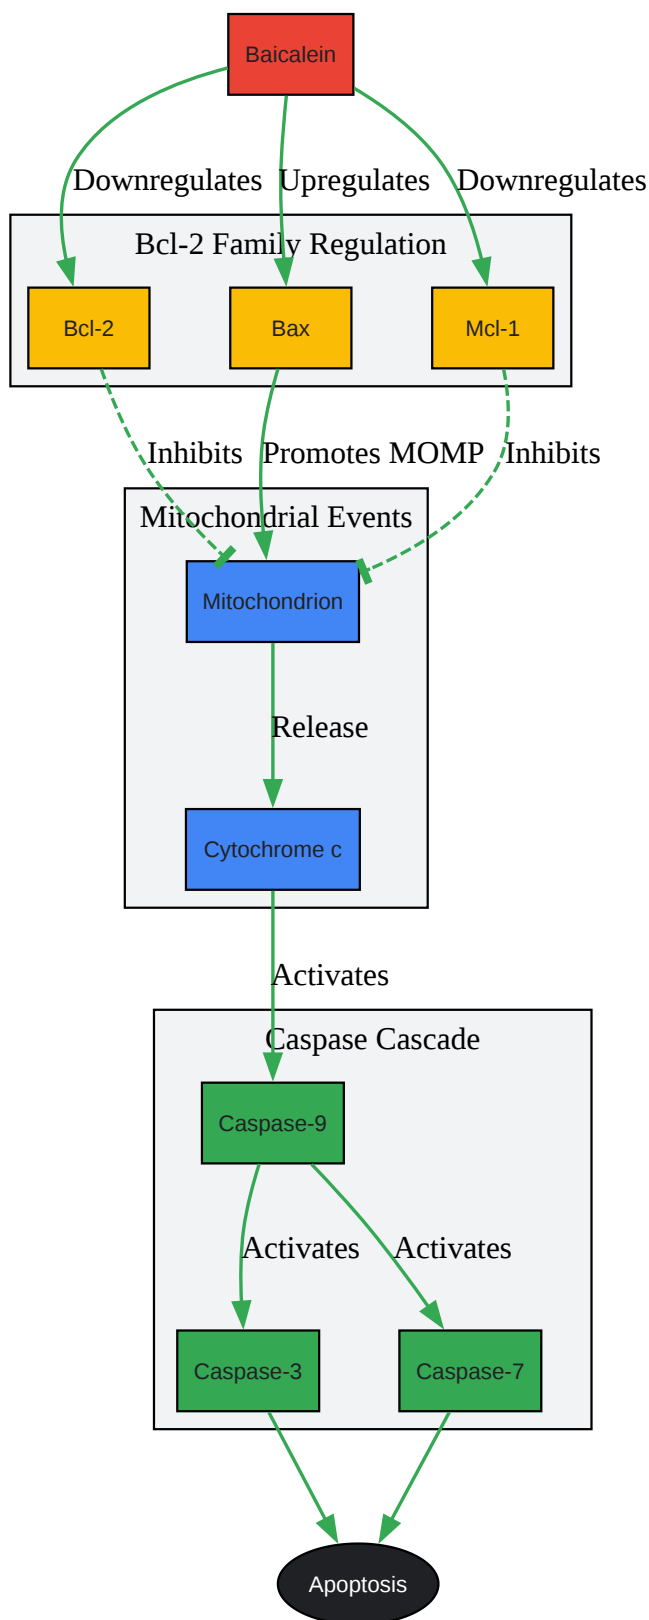 Baicalein
Downregulates
Upregulates
Downregulates
Bcl-2 Family Regulation
Bcl-2
Bax
Mcl-1
Inhibits
Promotes MOMP
Inhibits
Mitochondrial Events
Mitochondrion
Release
Cytochrome c
Activates
Caspase Cascade
Caspase-9
Activates
Activates
Caspase-3
Caspase-7
Apoptosis